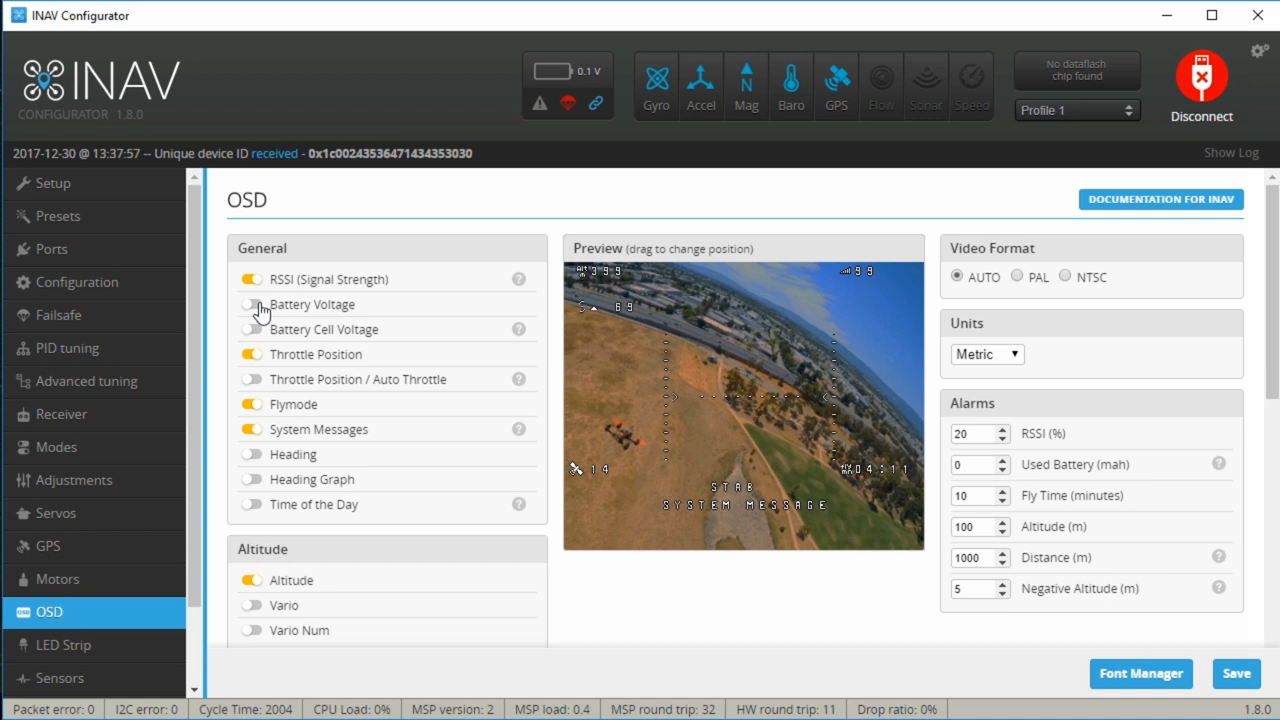 INAV Configurator
INAV
CONFIGURATOR 1.8.0
0.1 V
Gyro Accel Mag Baro GPS Flow Sonar Speed
No dataflash
chip found
Profile 1
Disconnect
2017-12-30 @ 13:37:57 -- Unique device ID received - 0x1c00243536471434353030
Show Log
Setup
Presets
Ports
Configuration
Failsafe
PID tuning
Advanced tuning
Receiver
Modes
Adjustments
Servos
GPS
Motors
OSD
LED Strip
Sensors
OSD
DOCUMENTATION FOR INAV
General
RSSI (Signal Strength)
Battery Voltage
Battery Cell Voltage
Throttle Position
Throttle Position / Auto Throttle
Flymode
System Messages
Heading
Heading Graph
Time of the Day
Altitude
Altitude
Vario
Vario Num
Preview (drag to change position)
399
99
69
14
04:11
STAB
SYSTEM MESSAGE
Video Format
AUTO PAL NTSC
Units
Metric
Alarms
20 RSSI (%)
0 Used Battery (mah)
10 Fly Time (minutes)
100 Altitude (m)
1000 Distance (m)
5 Negative Altitude (m)
Font Manager
Save
Packet error: 0 I2C error: 0 Cycle Time: 2004 CPU Load: 0% MSP version: 2 MSP load: 0.4 MSP round trip: 32 HW round trip: 11 Drop ratio: 0% 1.8.0